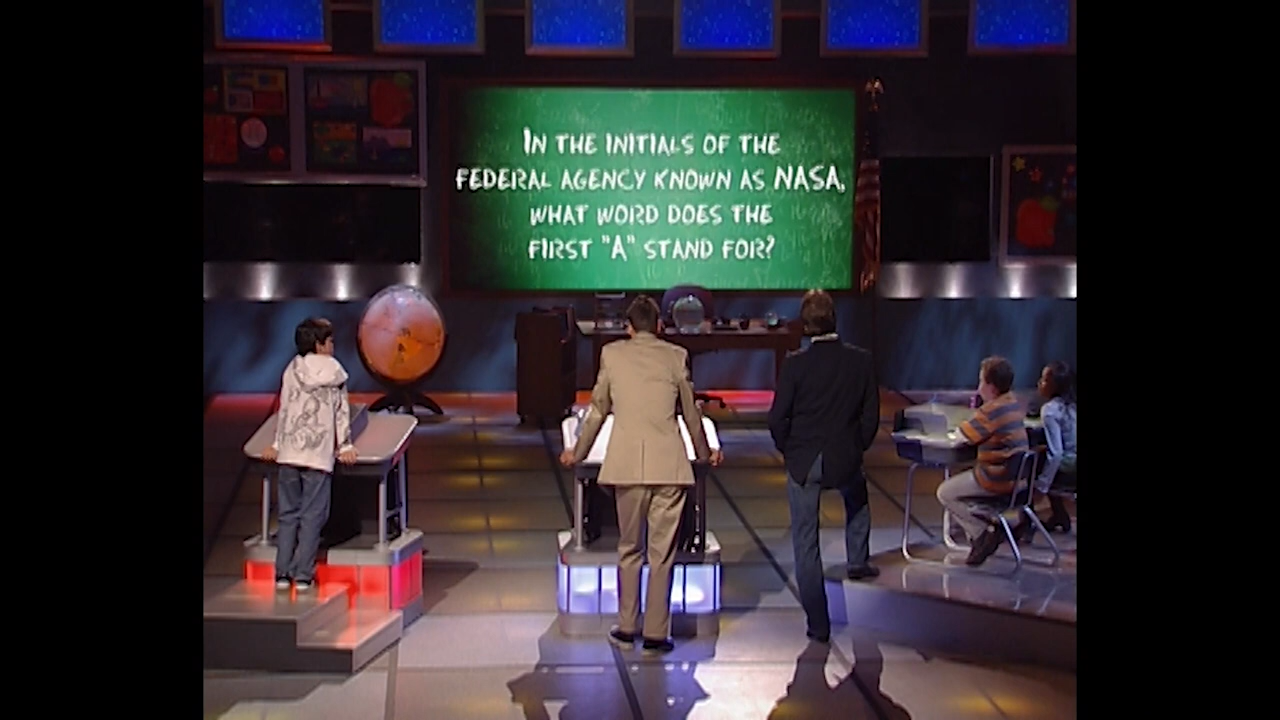 IN THE INITIALS OF THE
FEDERAL AGENCY KNOWN AS NASA,
WHAT WORD DOES THE
FIRST "A" STAND FOR?